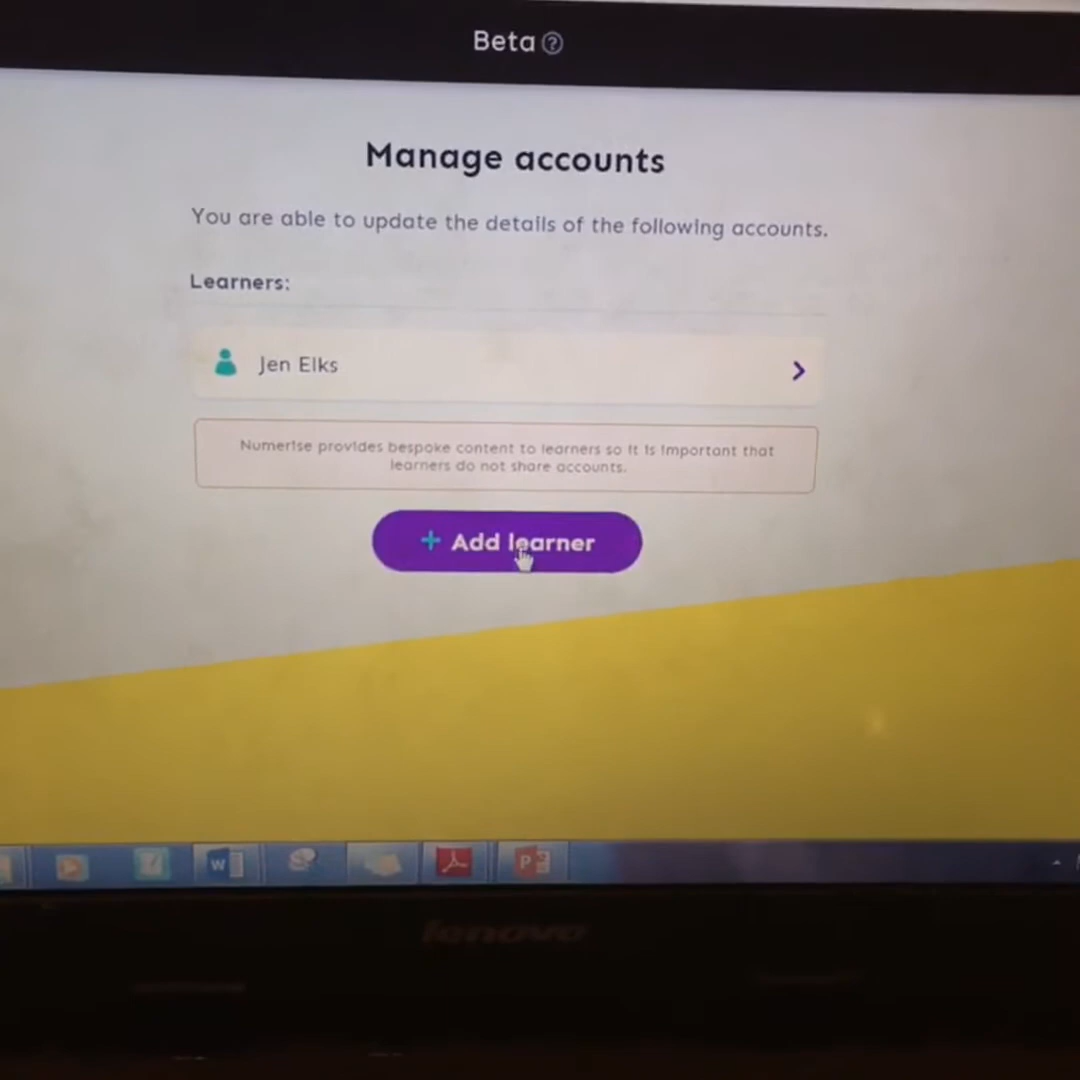 Beta ?
Manage accounts
You are able to update the details of the following accounts.
Learners:
Jen Elks
Numerise provides bespoke content to learners so it is important that
learners do not share accounts.
+ Add learner
W
P
lenovo